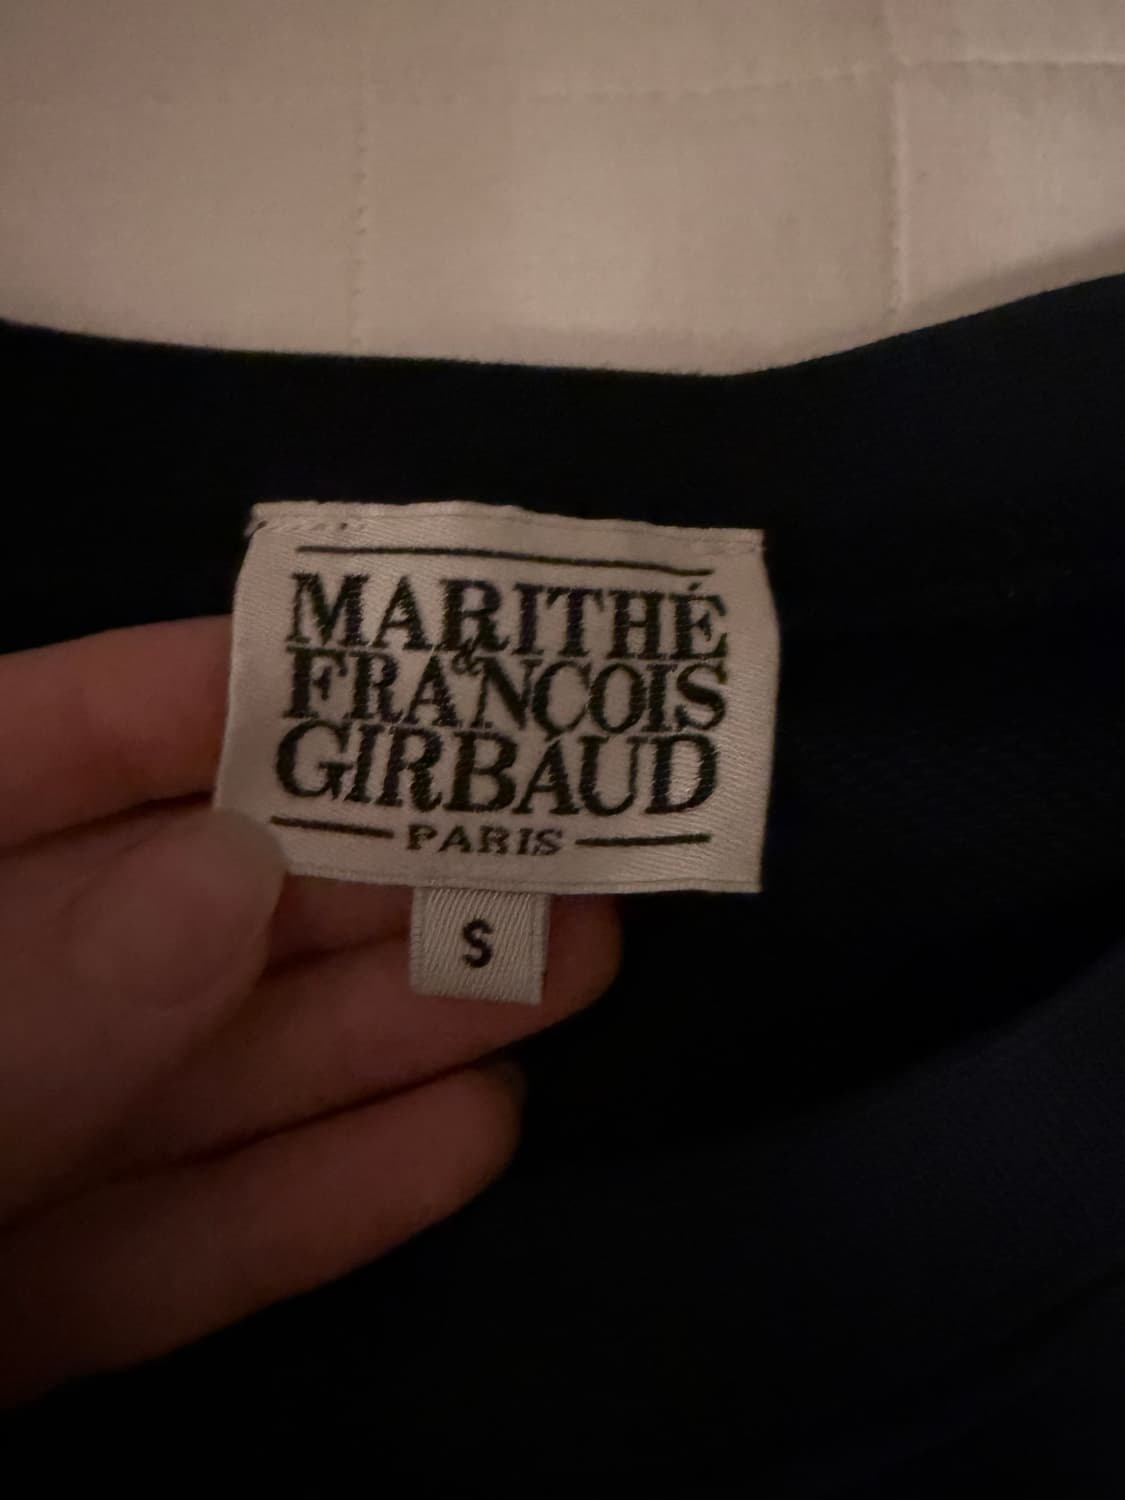 MARITHÉ
&
FRANÇOIS
GIRBAUD
PARIS
S